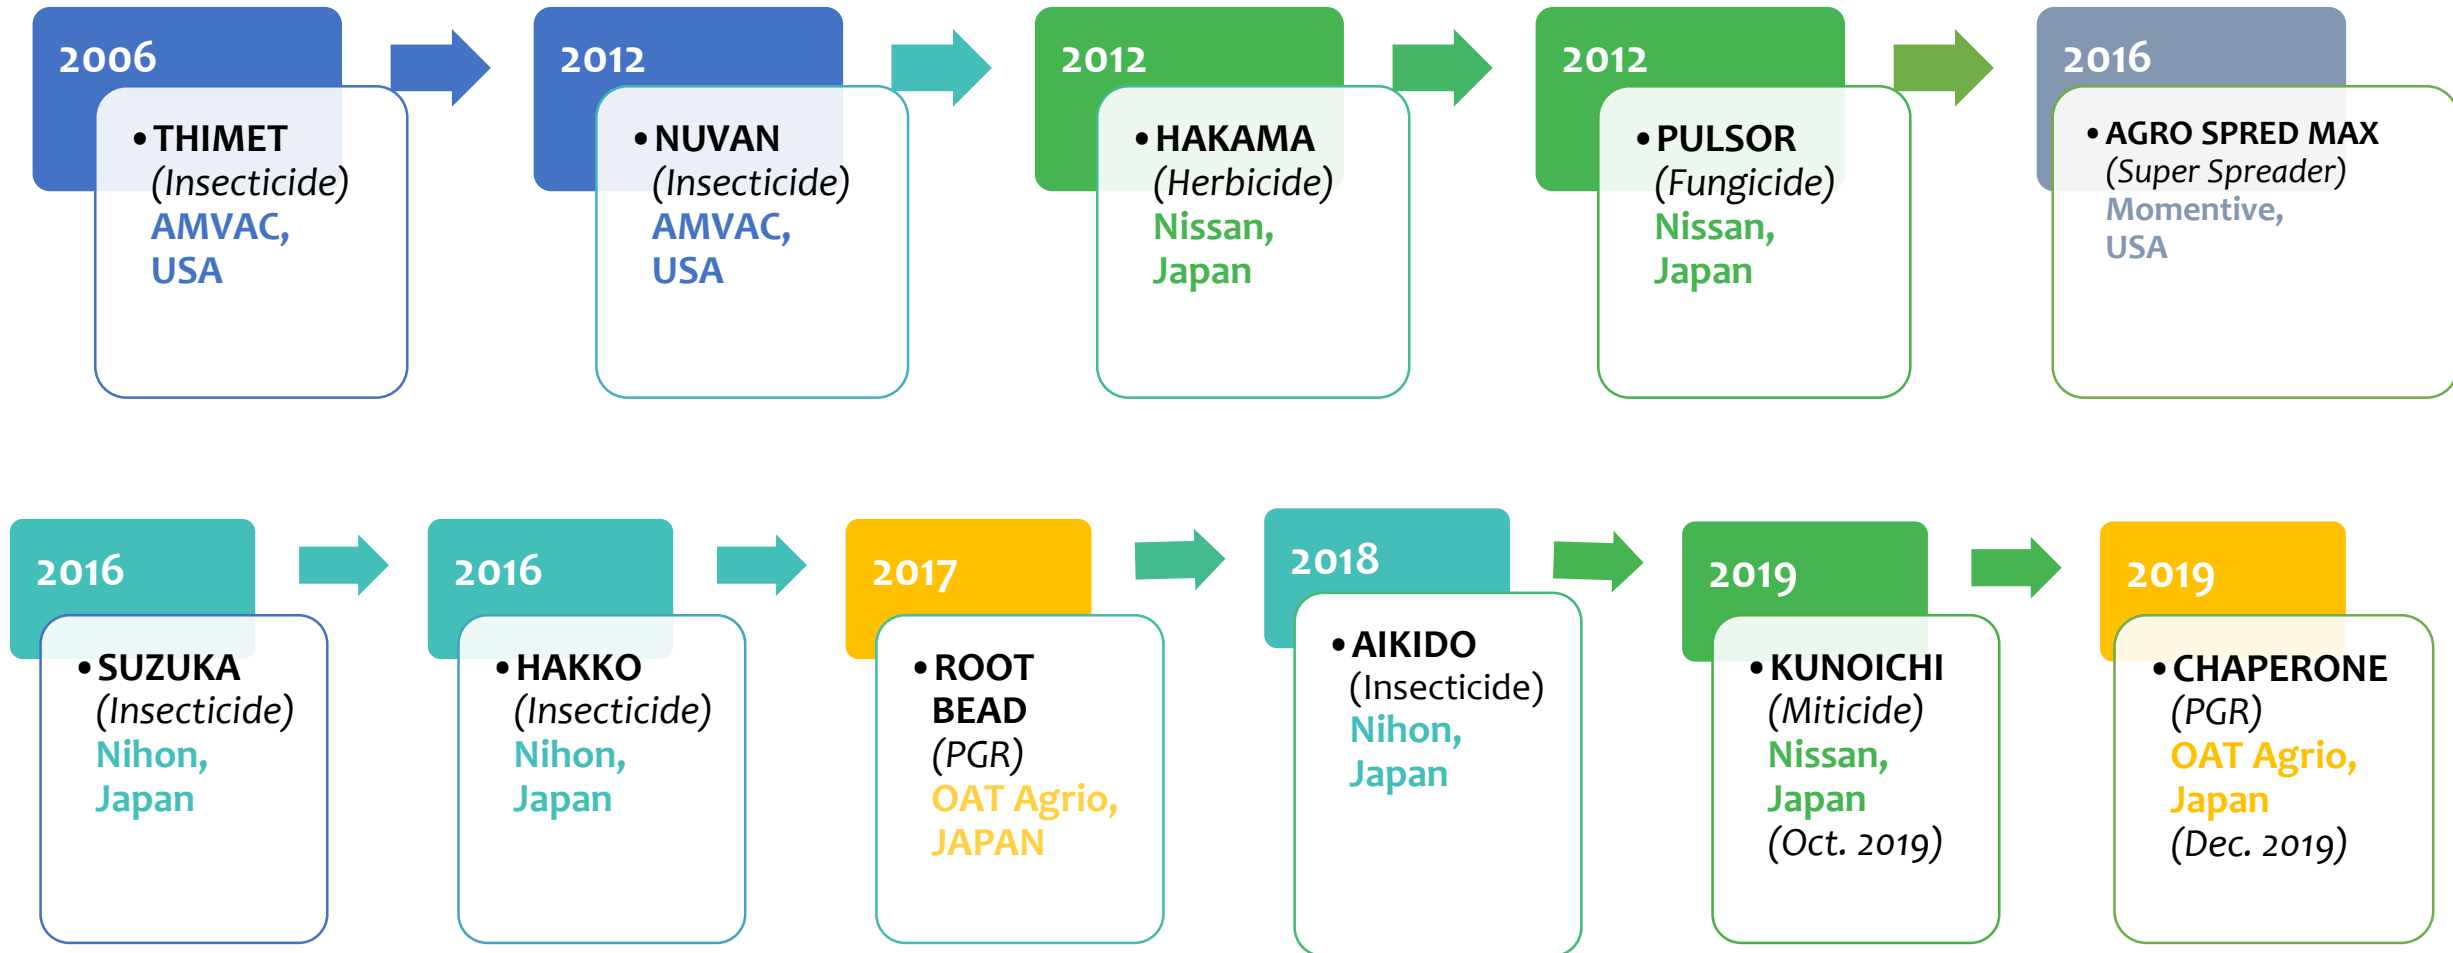 2006
• THIMET
(Insecticide)
AMVAC,
USA
2012
• NUVAN
(Insecticide)
AMVAC,
USA
2012
• HAKAMA
(Herbicide)
Nissan,
Japan
2012
• PULSOR
(Fungicide)
Nissan,
Japan
2016
• AGRO SPRED MAX
(Super Spreader)
Momentive,
USA
2016
• SUZUKA
(Insecticide)
Nihon,
Japan
2016
• HAKKO
(Insecticide)
Nihon,
Japan
2017
• ROOT
BEAD
(PGR)
OAT Agrio,
JAPAN
2018
• AIKIDO
(Insecticide)
Nihon,
Japan
2019
• KUNOICHI
(Miticide)
Nissan,
Japan
(Oct. 2019)
2019
• CHAPERONE
(PGR)
OAT Agrio,
Japan
(Dec. 2019)